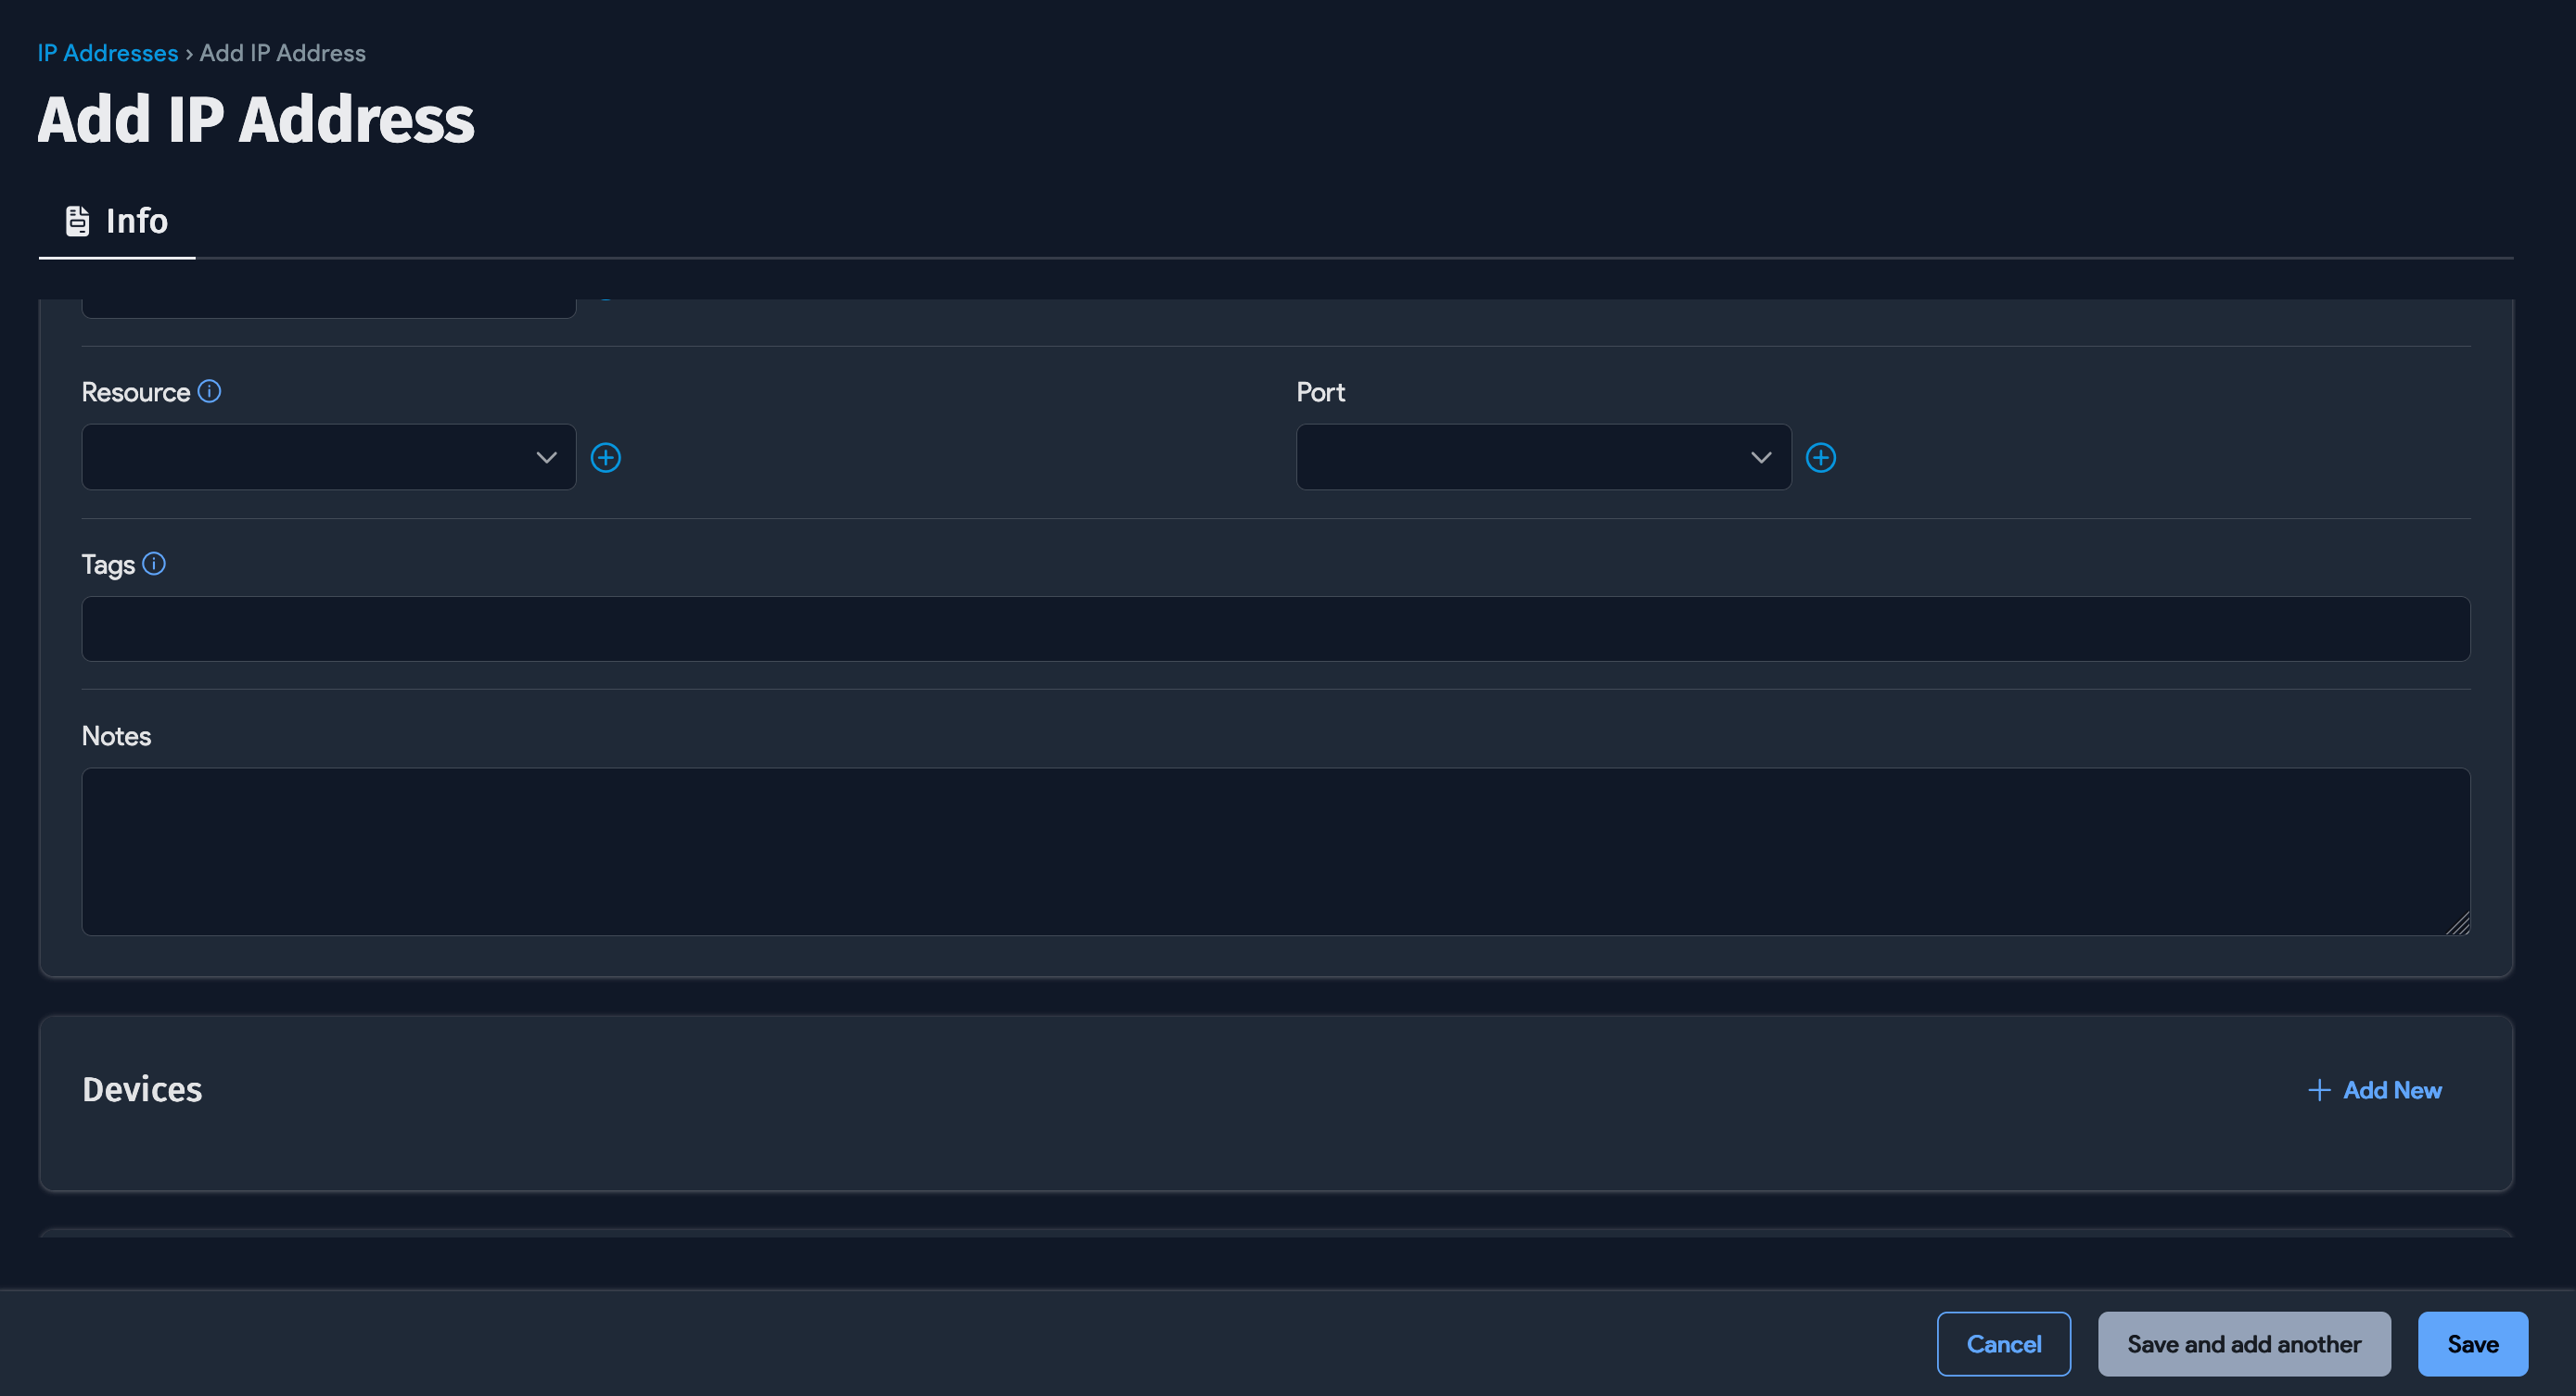 IP Addresses › Add IP Address
Add IP Address
Info
Resource
Port
Tags
Notes
Devices
Add New
Cancel
Save and add another
Save